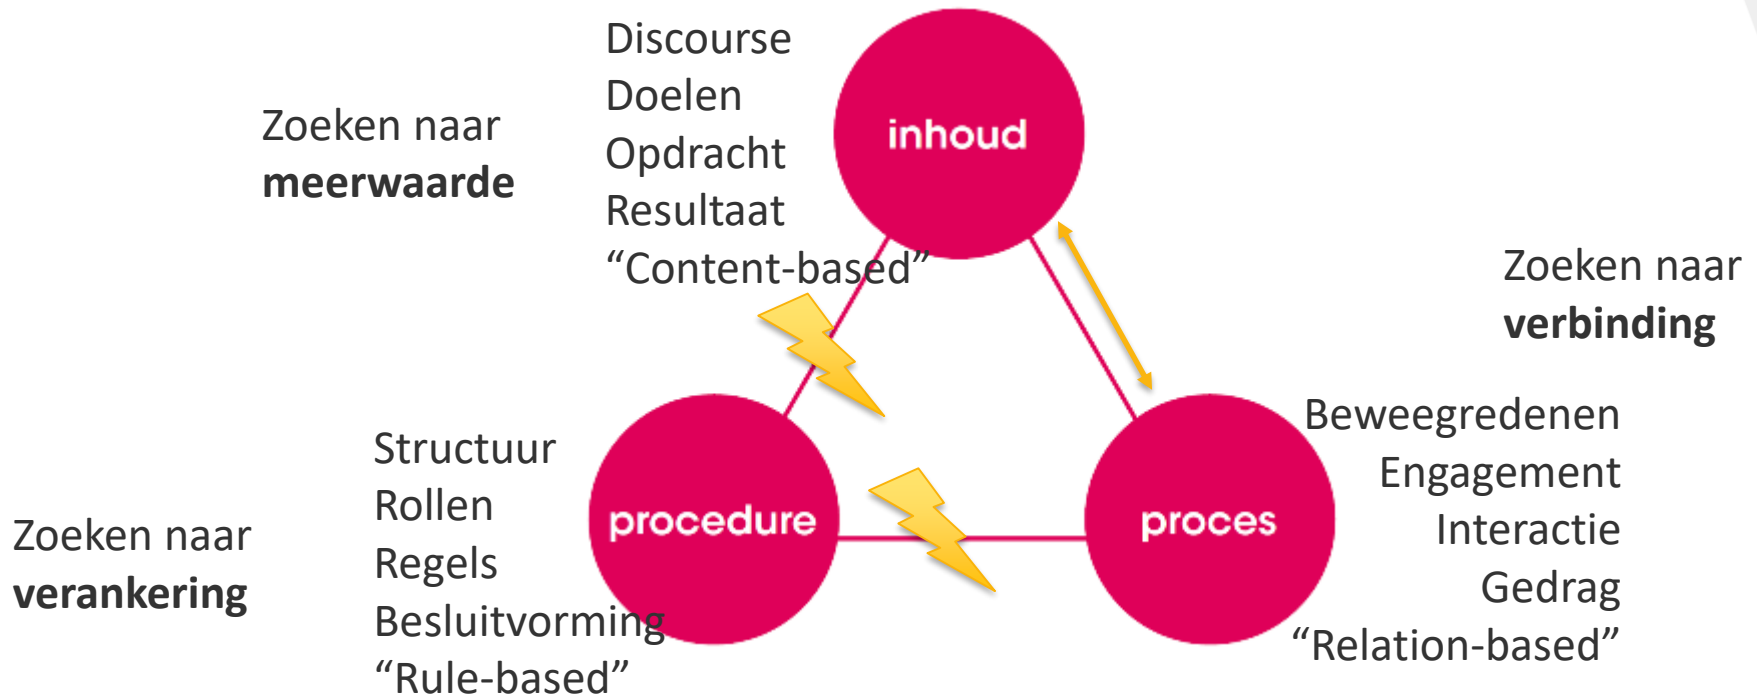 Discourse
Doelen
Opdracht
Resultaat
“Content-based”
Zoeken naar
meerwaarde
inhoud
Zoeken naar
verbinding
Structuur
Rollen
Regels
Besluitvorming
“Rule-based”
Zoeken naar
verankering
procedure
proces
Beweegredenen
Engagement
Interactie
Gedrag
“Relation-based”